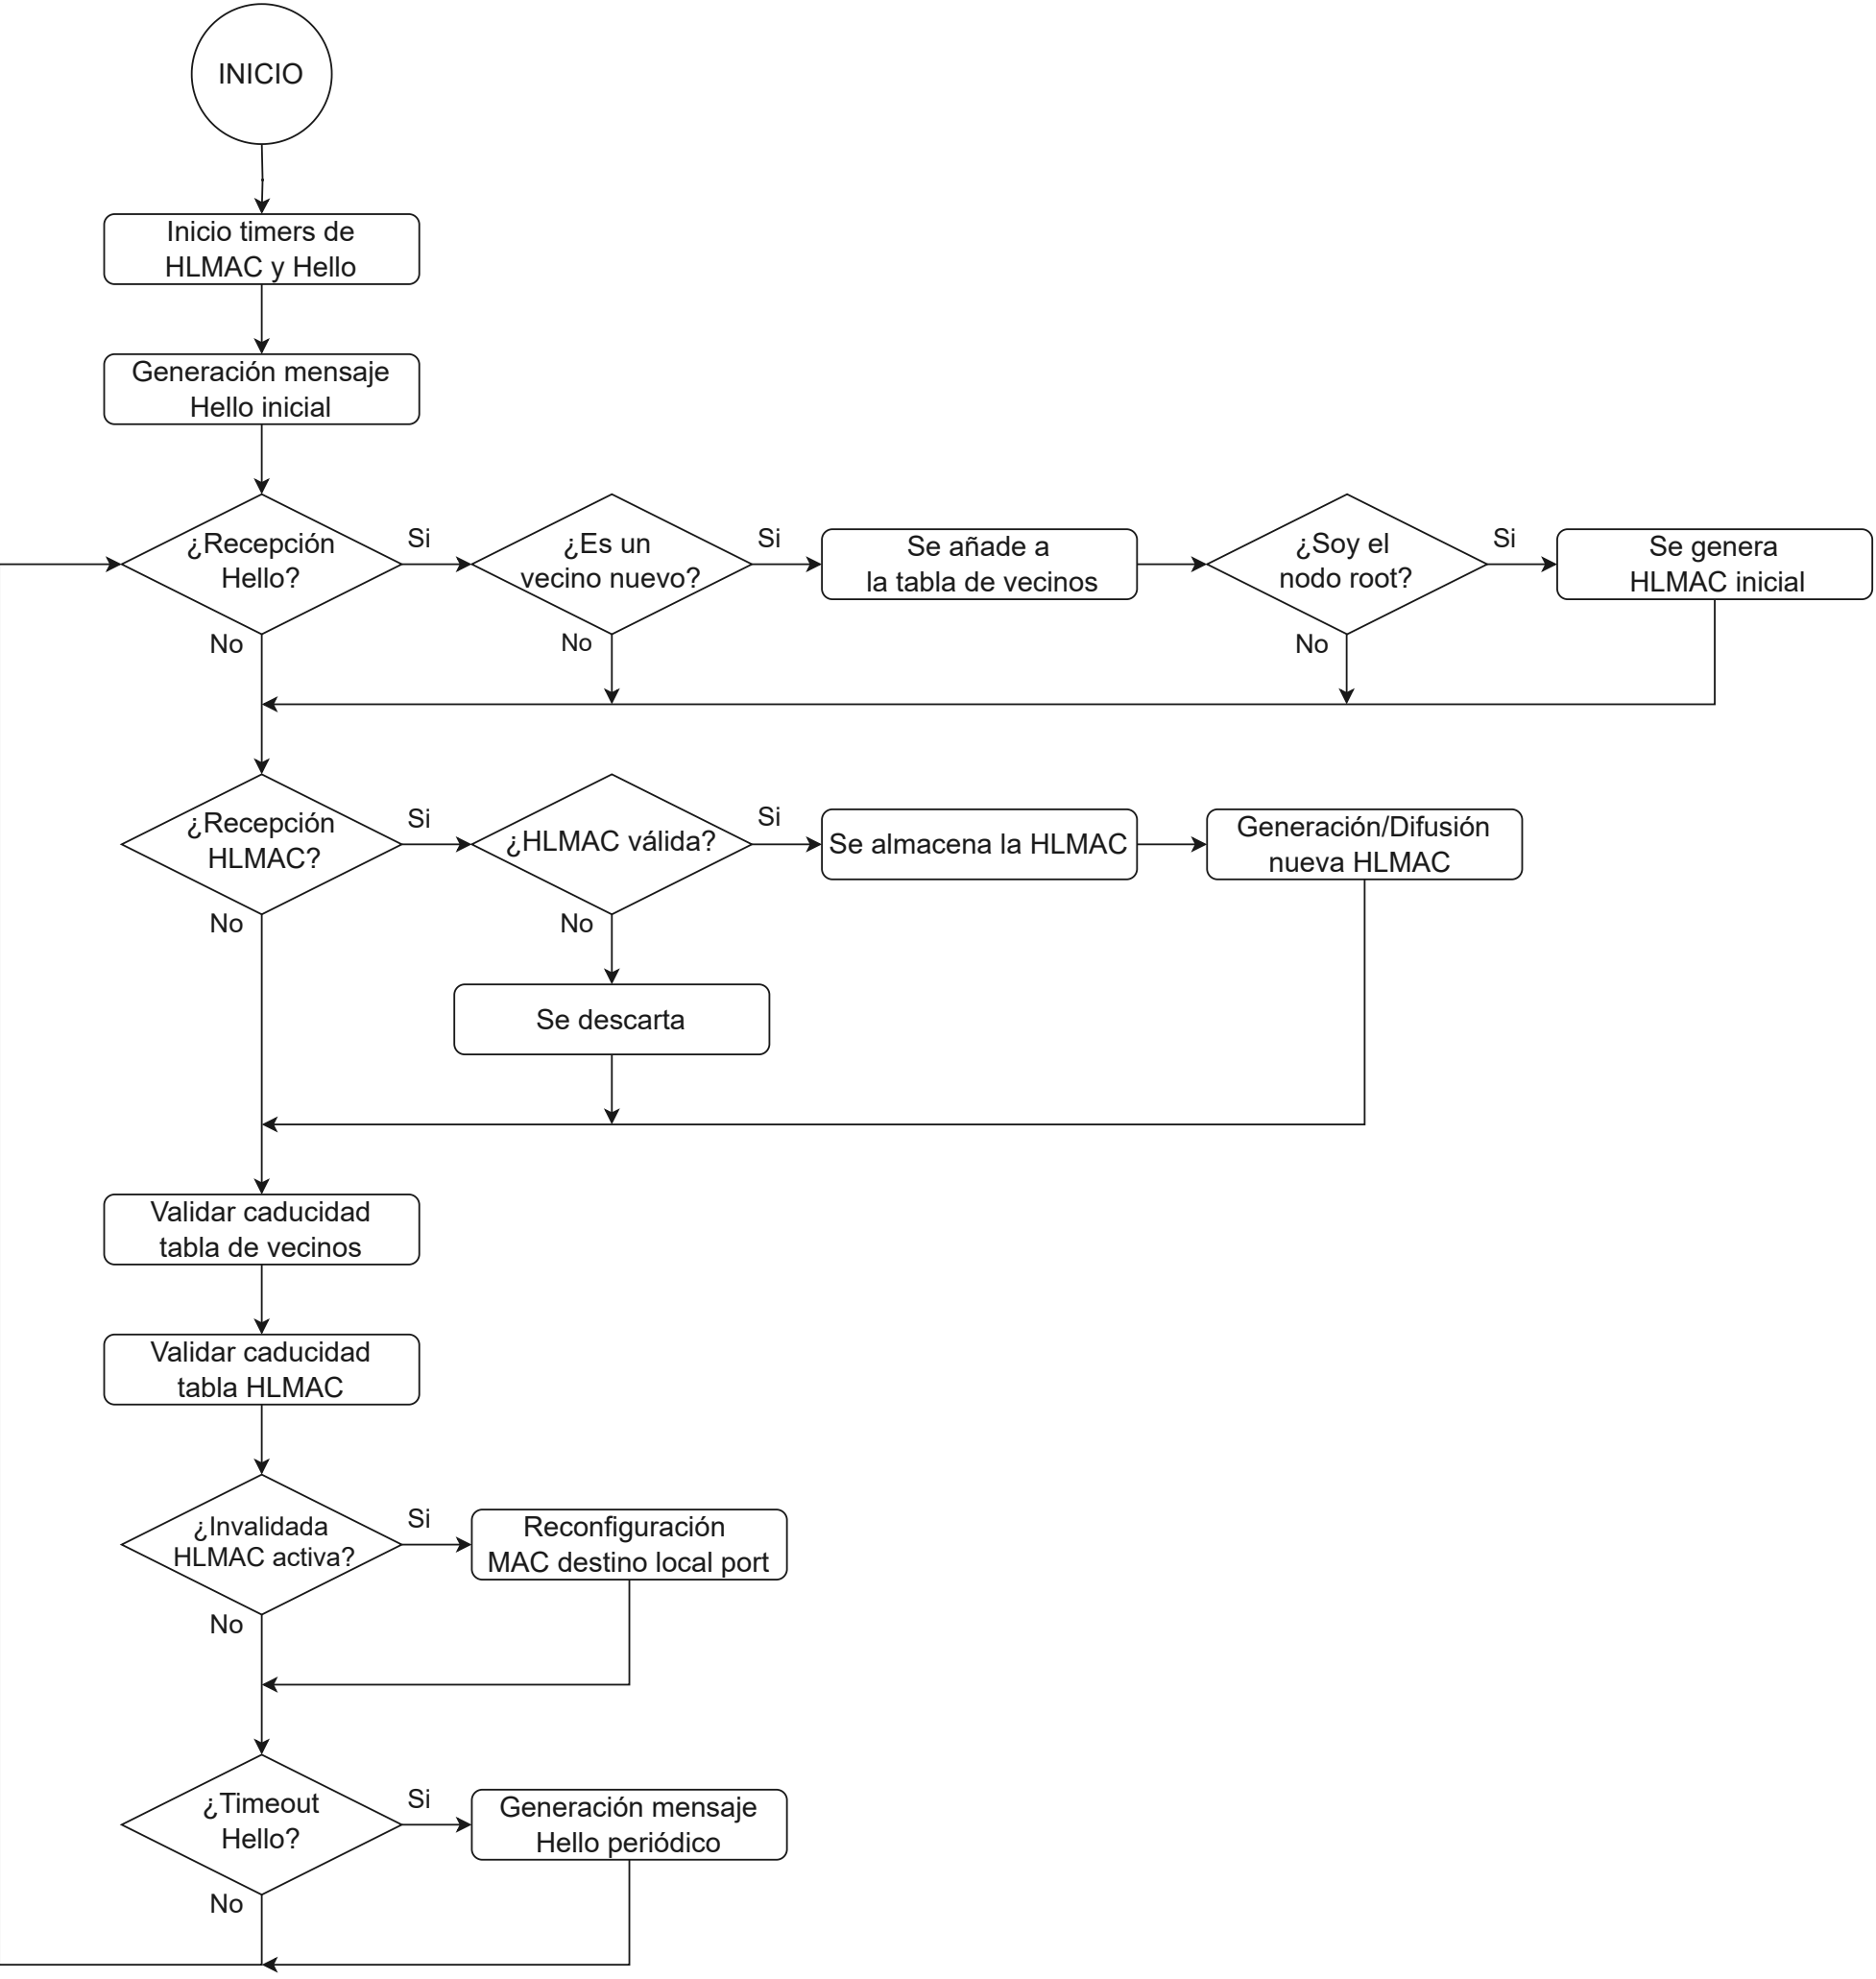 INICIO
Inicio timers de
HLMAC y Hello
Generación mensaje
Hello inicial
¿Recepción
Hello?
Si
No
¿Es un
vecino nuevo?
Si
No
Se añade a
la tabla de vecinos
¿Soy el
nodo root?
Si
No
Se genera
HLMAC inicial
¿Recepción
HLMAC?
Si
No
¿HLMAC válida?
Si
No
Se almacena la HLMAC
Generación/Difusión
nueva HLMAC
Se descarta
Validar caducidad
tabla de vecinos
Validar caducidad
tabla HLMAC
¿Invalidada
HLMAC activa?
Si
No
Reconfiguración
MAC destino local port
¿Timeout
Hello?
Si
No
Generación mensaje
Hello periódico